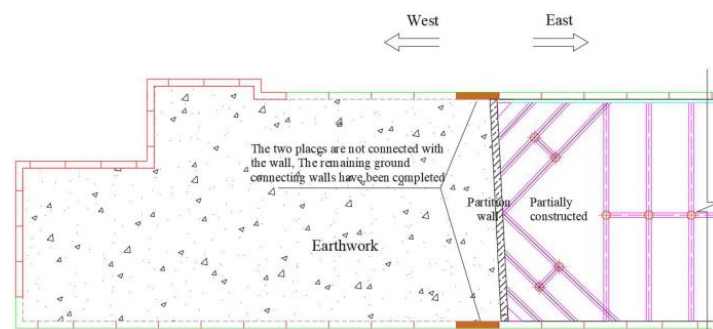 West
East
The two places are not connected with
the wall, The remaining ground
connecting walls have been completed
Partition
wall
Partially
constructed
Earthwork